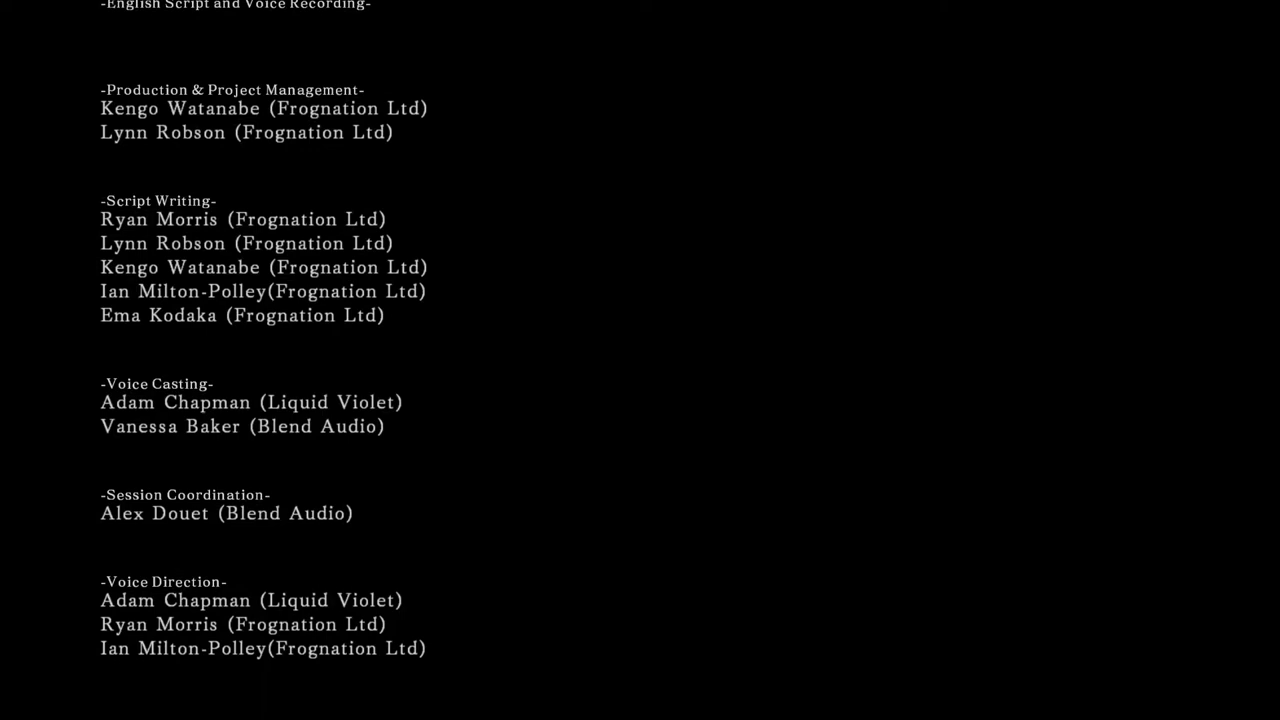 -English Script and Voice Recording-
-Production & Project Management-
Kengo Watanabe (Frognation Ltd)
Lynn Robson (Frognation Ltd)
-Script Writing-
Ryan Morris (Frognation Ltd)
Lynn Robson (Frognation Ltd)
Kengo Watanabe (Frognation Ltd)
Ian Milton-Polley(Frognation Ltd)
Ema Kodaka (Frognation Ltd)
-Voice Casting-
Adam Chapman (Liquid Violet)
Vanessa Baker (Blend Audio)
-Session Coordination-
Alex Douet (Blend Audio)
-Voice Direction-
Adam Chapman (Liquid Violet)
Ryan Morris (Frognation Ltd)
Ian Milton-Polley(Frognation Ltd)